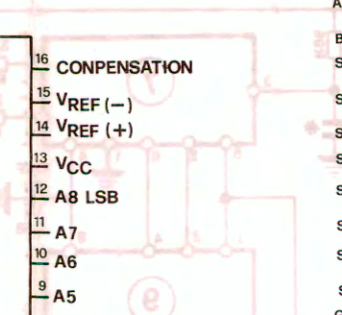 16 CONPENSATION
15 VREF (−)
14 VREF (+)
13 VCC
12 A8 LSB
11 A7
10 A6
9 A5
A
B
S
S
S
S
S
S
S
S